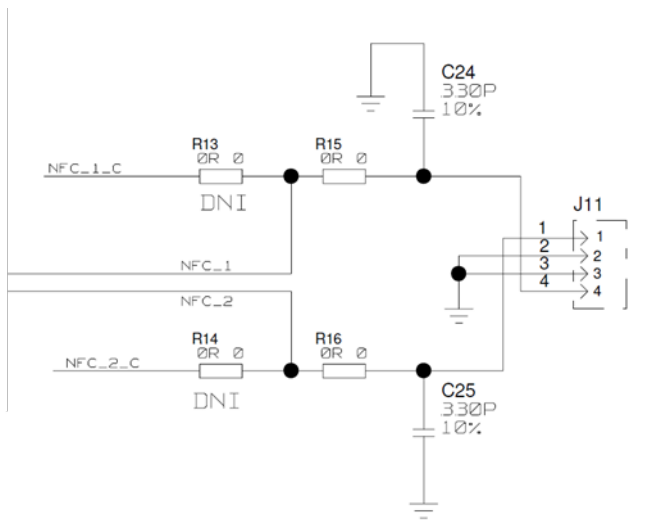 C24
330P
10%
R13
0R 0
DNI
R15
0R 0
NFC_1_C
J11
1
2
3
4
1
2
3
4
NFC_1
NFC_2
R14
0R 0
DNI
R16
0R 0
NFC_2_C
C25
330P
10%